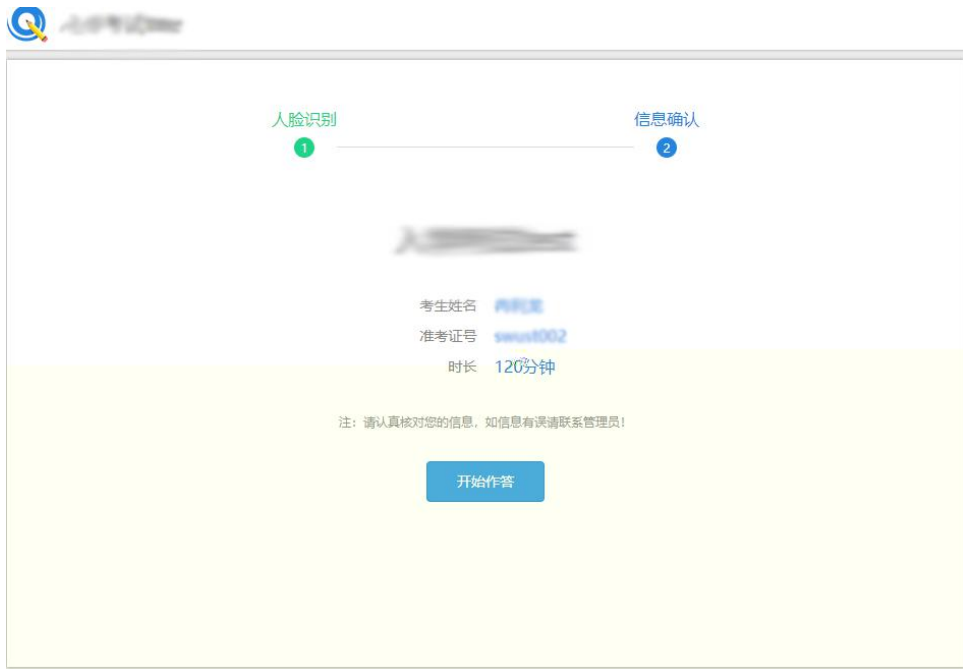 人脸识别
信息确认
1
2
考生姓名
准考证号 swust002
时长 120分钟
注：请认真核对您的信息，如信息有误请联系管理员！
开始作答